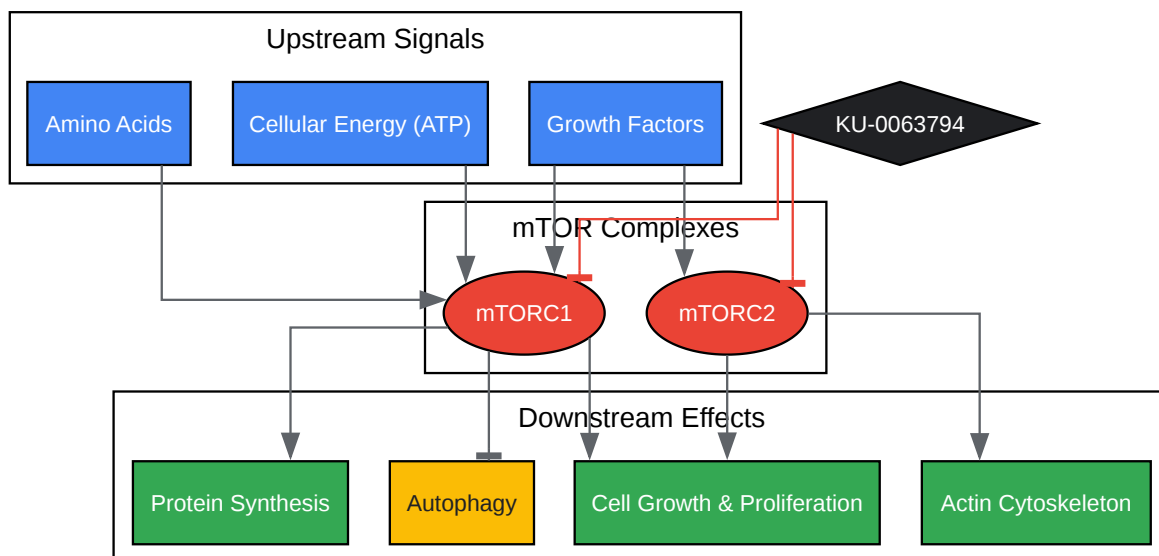 Upstream Signals
Amino Acids
Cellular Energy (ATP)
Growth Factors
KU-0063794
mTOR Complexes
mTORC1
mTORC2
Downstream Effects
Protein Synthesis
Autophagy
Cell Growth & Proliferation
Actin Cytoskeleton